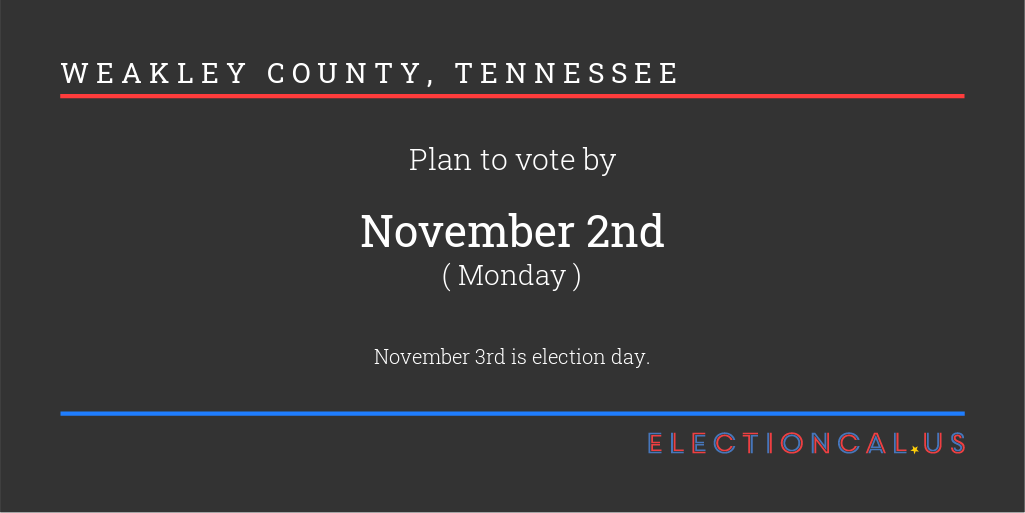 WEAKLEY COUNTY, TENNESSEE
Plan to vote by
November 2nd
( Monday )
November 3rd is election day.
ELECTIONCAL.US